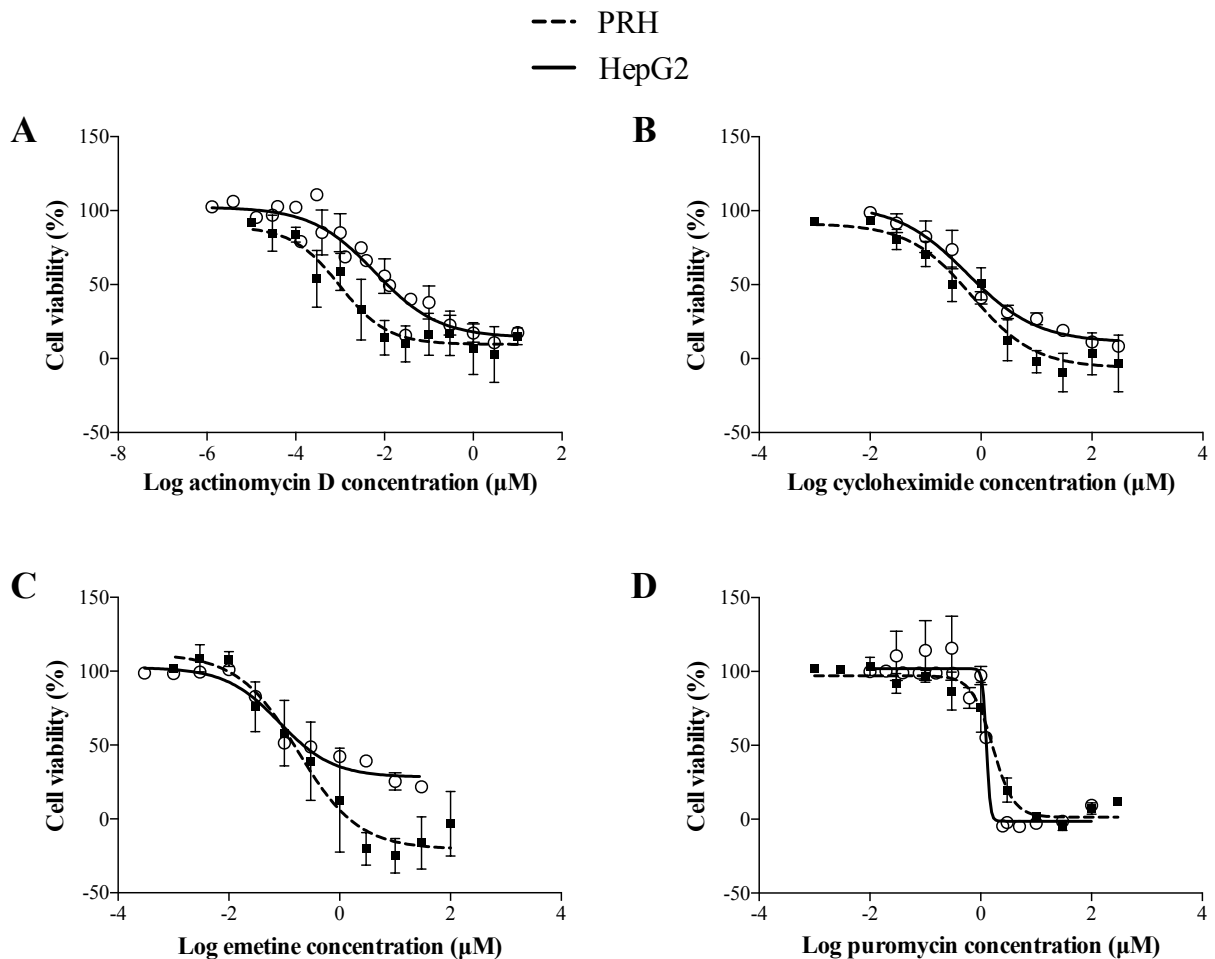 PRH
HepG2
A
150
100
50
0
-50
Cell viability (%)
-8 -6 -4 -2 0 2
Log actinomycin D concentration (µM)
B
150
100
50
0
-50
Cell viability (%)
-4 -2 0 2 4
Log cycloheximide concentration (µM)
C
150
100
50
0
-50
Cell viability (%)
-4 -2 0 2 4
Log emetine concentration (µM)
D
150
100
50
0
-50
Cell viability (%)
-4 -2 0 2 4
Log puromycin concentration (µM)